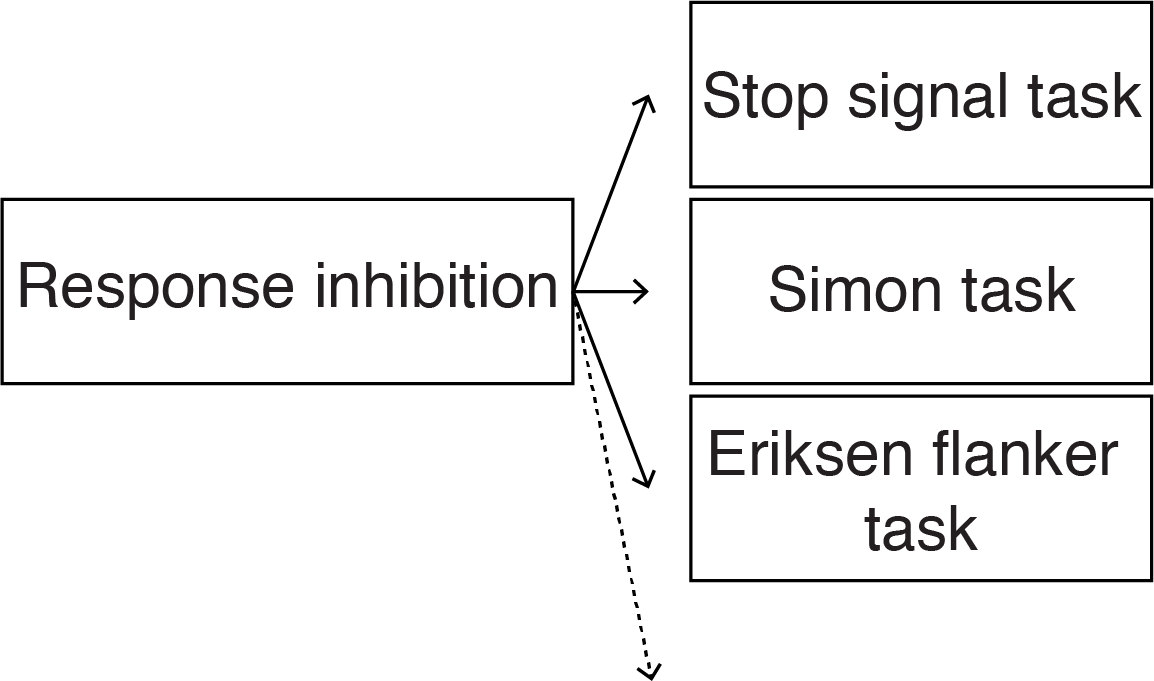 Stop signal task
Response inhibition
Simon task
Eriksen flanker
task